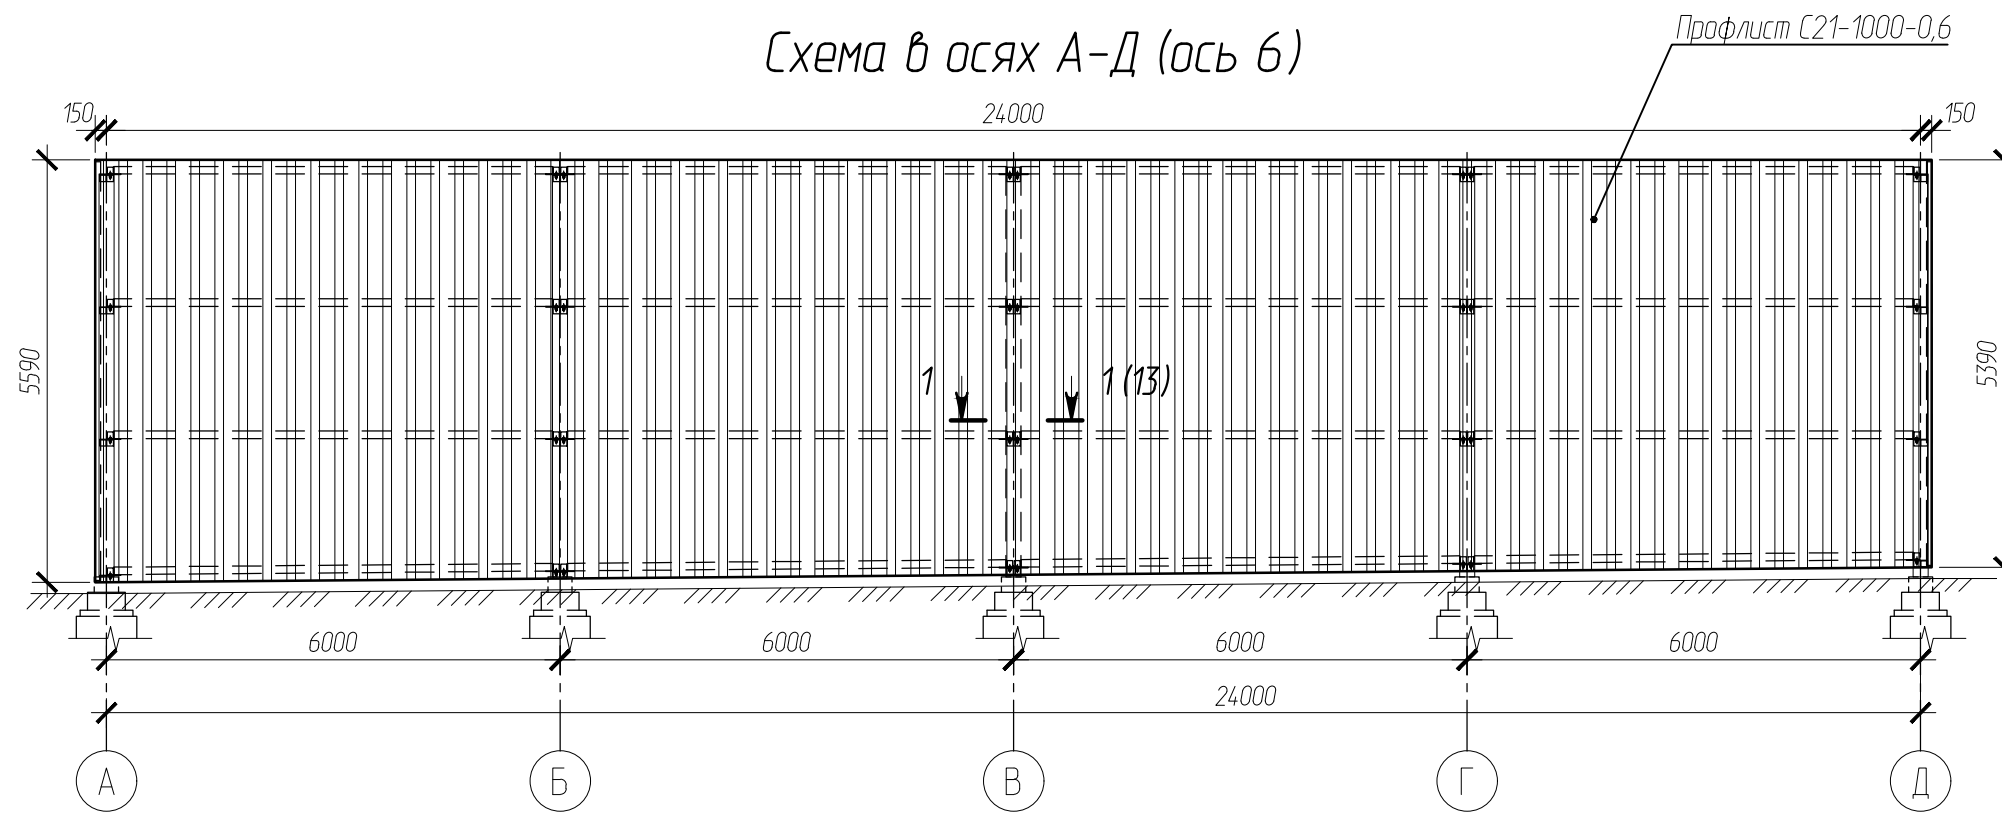 Профлист С21-1000-0,6
Схема в осях А-Д (ось 6)
150
24000
150
5590
5390
1
1 (13)
6000
6000
6000
6000
24000
А
Б
В
Г
Д